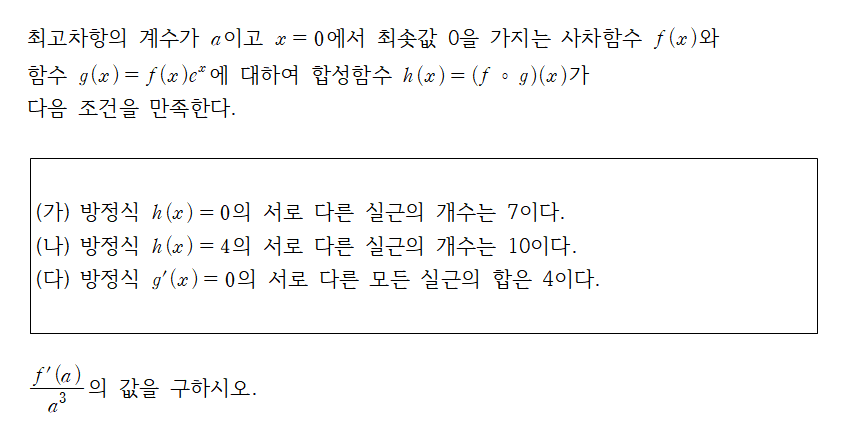 최고차항의 계수가 a이고 x = 0에서 최솟값 0을 가지는 사차함수 f(x)와
함수 g(x) = f(x)eˣ에 대하여 합성함수 h(x) = (f ∘ g)(x)가
다음 조건을 만족한다.
(가) 방정식 h(x) = 0의 서로 다른 실근의 개수는 7이다.
(나) 방정식 h(x) = 4의 서로 다른 실근의 개수는 10이다.
(다) 방정식 g′(x) = 0의 서로 다른 모든 실근의 합은 4이다.
f′(a)/a³의 값을 구하시오.